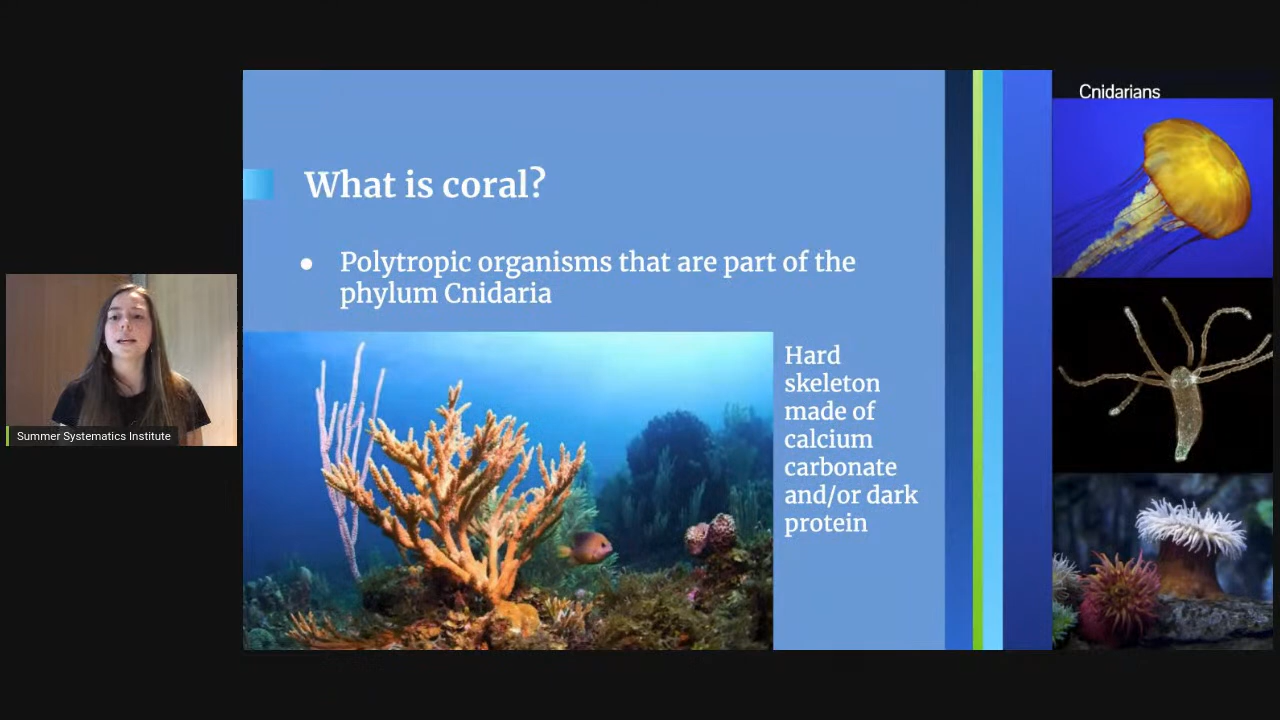 Cnidarians
What is coral?
● Polytropic organisms that are part of the
phylum Cnidaria
Hard
skeleton
made of
calcium
carbonate
and/or dark
protein
Summer Systematics Institute